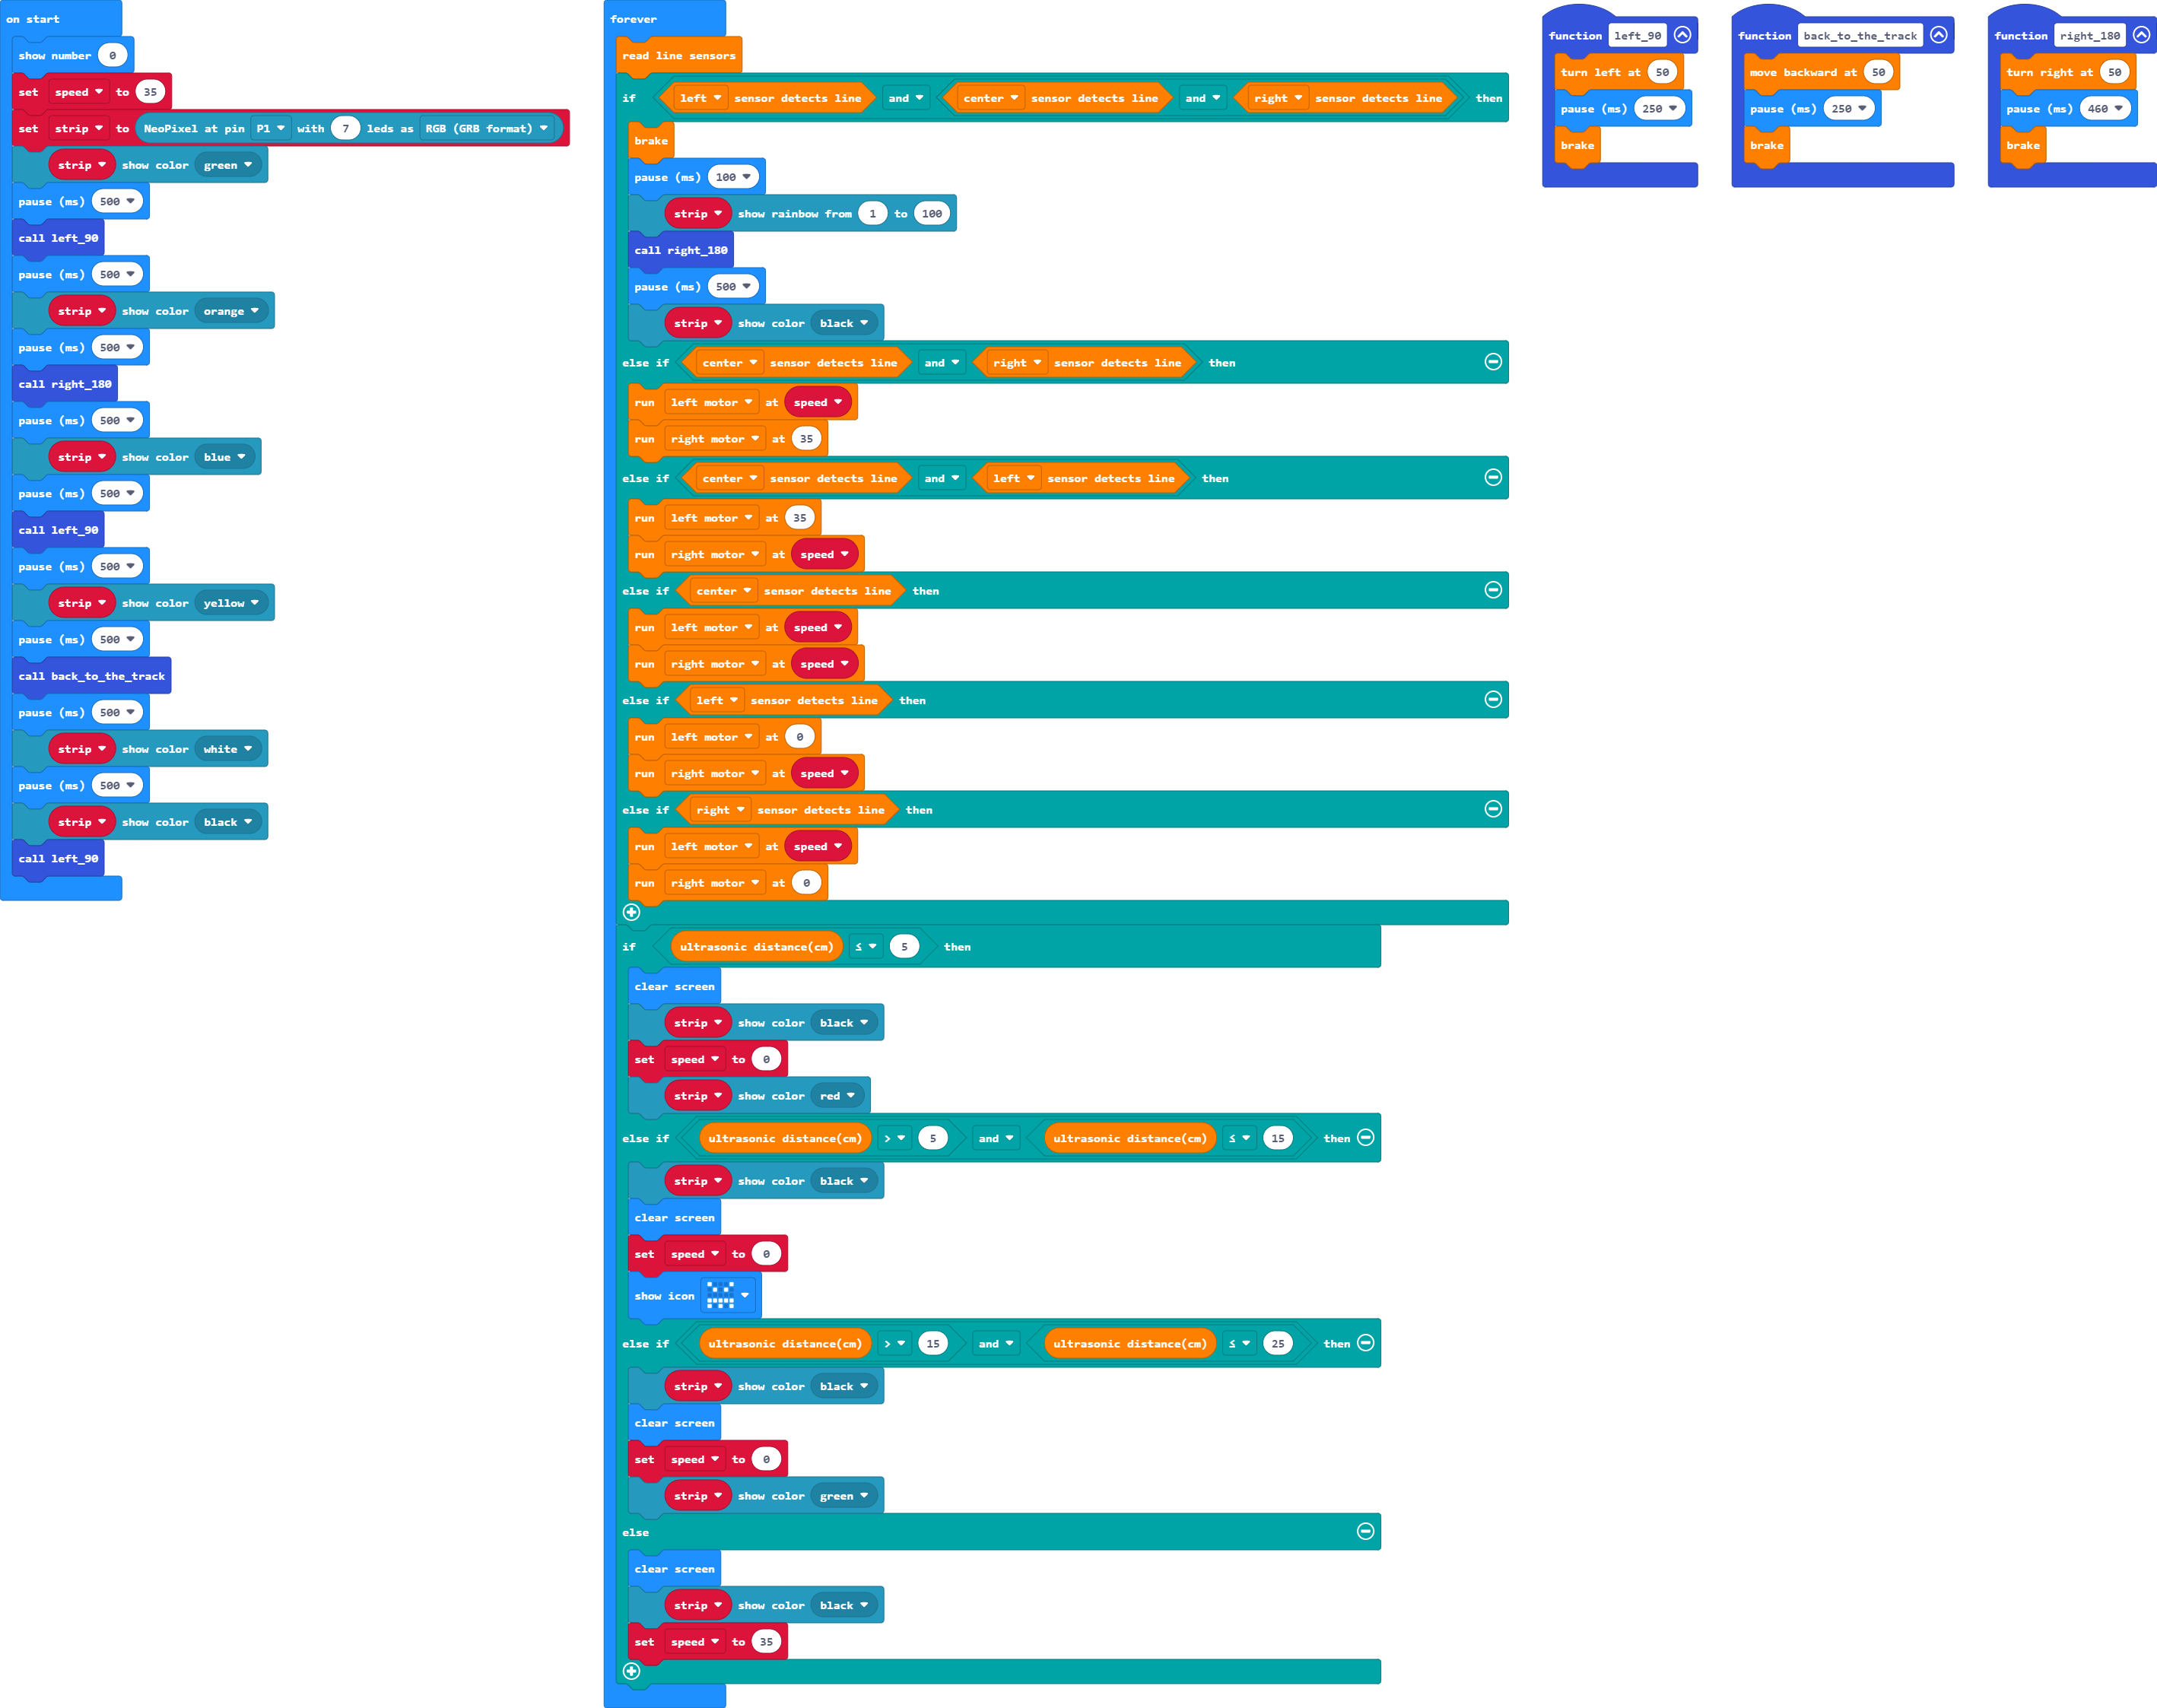 on start
show number 0
set speed to 35
set strip to NeoPixel at pin P1 with 7 leds as RGB (GRB format)
strip show color green
pause (ms) 500
call left_90
pause (ms) 500
strip show color orange
pause (ms) 500
call right_180
pause (ms) 500
strip show color blue
pause (ms) 500
call left_90
pause (ms) 500
strip show color yellow
pause (ms) 500
call back_to_the_track
pause (ms) 500
strip show color white
pause (ms) 500
strip show color black
call left_90
forever
read line sensors
if left sensor detects line and center sensor detects line and right sensor detects line then
brake
pause (ms) 100
strip show rainbow from 1 to 100
call right_180
pause (ms) 500
strip show color black
else if center sensor detects line and right sensor detects line then
run left motor at speed
run right motor at 35
else if center sensor detects line and left sensor detects line then
run left motor at 35
run right motor at speed
else if center sensor detects line then
run left motor at speed
run right motor at speed
else if left sensor detects line then
run left motor at 0
run right motor at speed
else if right sensor detects line then
run left motor at speed
run right motor at 0
if ultrasonic distance(cm) ≤ 5 then
clear screen
strip show color black
set speed to 0
strip show color red
else if ultrasonic distance(cm) > 5 and ultrasonic distance(cm) ≤ 15 then
strip show color black
clear screen
set speed to 0
show icon
else if ultrasonic distance(cm) > 15 and ultrasonic distance(cm) ≤ 25 then
strip show color black
clear screen
set speed to 0
strip show color green
else
clear screen
strip show color black
set speed to 35
function left_90
turn left at 50
pause (ms) 250
brake
function back_to_the_track
move backward at 50
pause (ms) 250
brake
function right_180
turn right at 50
pause (ms) 460
brake